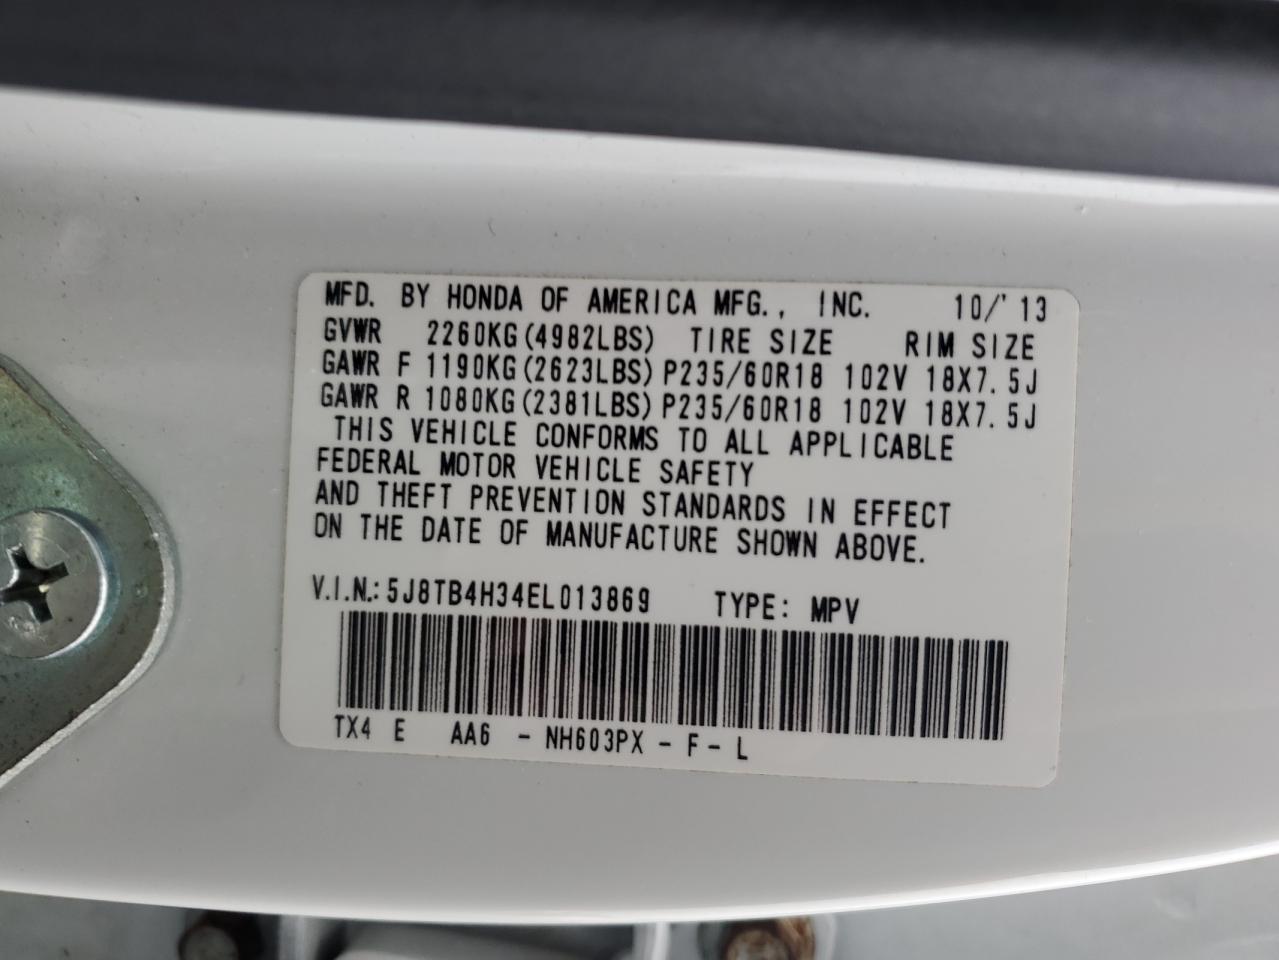 MFD. BY HONDA OF AMERICA MFG., INC. 10/'13
GVWR 2260KG(4982LBS) TIRE SIZE RIM SIZE
GAWR F 1190KG(2623LBS) P235/60R18 102V 18X7.5J
GAWR R 1080KG(2381LBS) P235/60R18 102V 18X7.5J
THIS VEHICLE CONFORMS TO ALL APPLICABLE
FEDERAL MOTOR VEHICLE SAFETY
AND THEFT PREVENTION STANDARDS IN EFFECT
ON THE DATE OF MANUFACTURE SHOWN ABOVE.
V.I.N.: 5J8TB4H34EL013869 TYPE: MPV
TX4 E AA6 - NH603PX - F - L